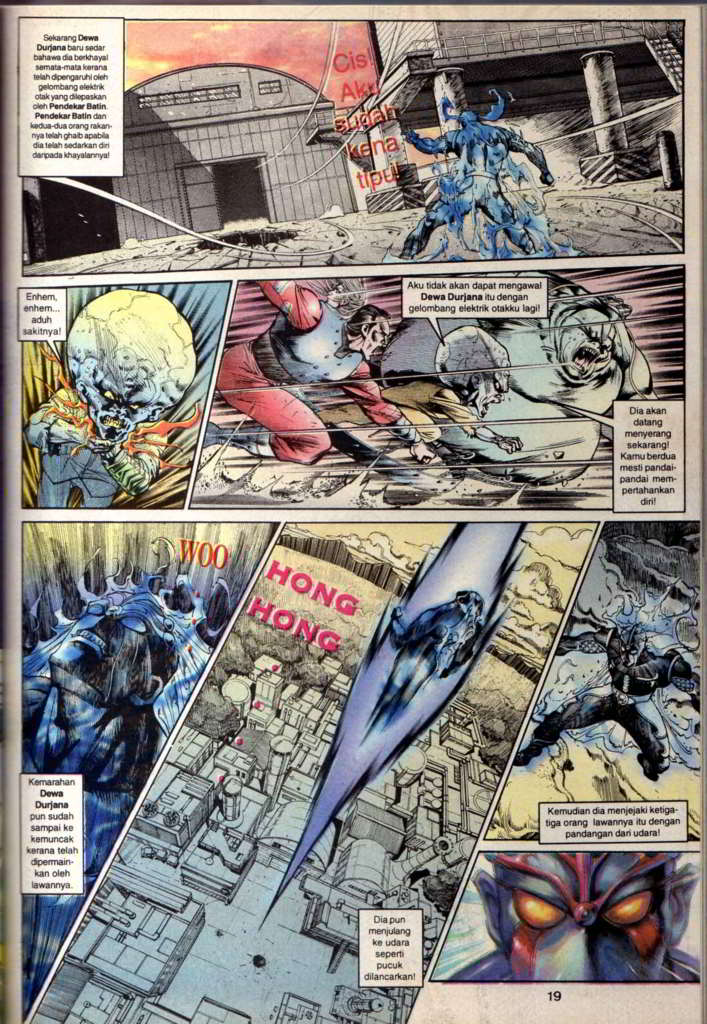 Sekarang Dewa
Durjana baru sedar
bahawa dia berkhayal
semata-mata kerana
telah dipengaruhi oleh
gelombang elektrik
otak yang dilepaskan
oleh Pendekar Batin.
Pendekar Batin dan
kedua-dua orang rakan-
nya telah ghaib apabila
dia telah sedarkan diri
daripada khayalannya!
Cis!
Aku
sudah
kena
tipu!
Enhem,
enhem...
aduh
sakitnya!
Aku tidak akan dapat mengawal
Dewa Durjana itu dengan
gelombang elektrik otakku lagi!
Dia akan
datang
menyerang
sekarang!
Kamu berdua
mesti pandai-
pandai mem-
pertahankan
diri!
WOO
Kemarahan
Dewa
Durjana
pun sudah
sampai ke
kemuncak
kerana telah
dipermain-
kan oleh
lawannya.
HONG
HONG
Dia pun
menjulang
ke udara
seperti
pucuk
dilancarkan!
Kemudian dia menjejaki ketiga-
tiga orang lawannya itu dengan
pandangan dari udara!
19